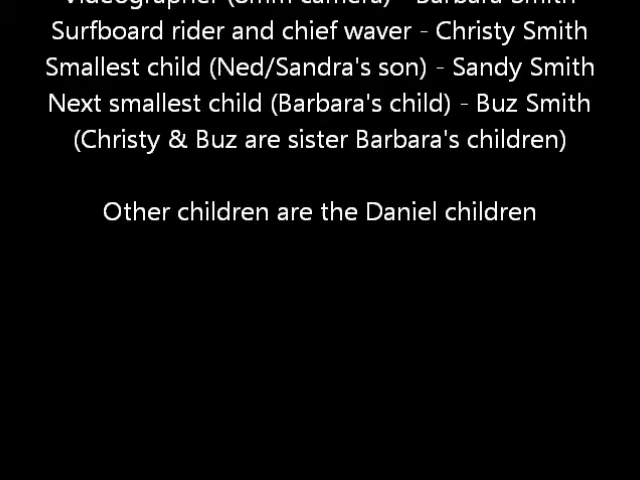 Videographer (8mm camera) - Barbara Smith
Surfboard rider and chief waver - Christy Smith
Smallest child (Ned/Sandra's son) - Sandy Smith
Next smallest child (Barbara's child) - Buz Smith
(Christy & Buz are sister Barbara's children)
Other children are the Daniel children